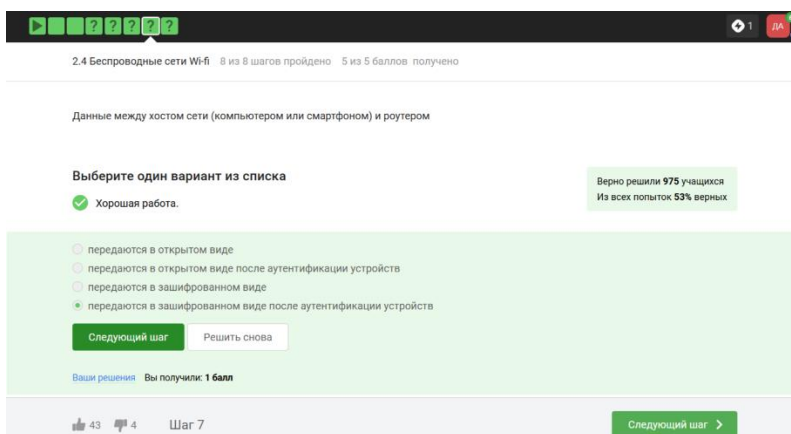 ? ? ? ? ?
1
ДА
2.4 Беспроводные сети Wi-fi 8 из 8 шагов пройдено 5 из 5 баллов получено
Данные между хостом сети (компьютером или смартфоном) и роутером
Выберите один вариант из списка
Хорошая работа.
Верно решили 975 учащихся
Из всех попыток 53% верных
передаются в открытом виде
передаются в открытом виде после аутентификации устройств
передаются в зашифрованном виде
передаются в зашифрованном виде после аутентификации устройств
Следующий шаг Решить снова
Ваши решения Вы получили: 1 балл
43 4 Шаг 7 Следующий шаг